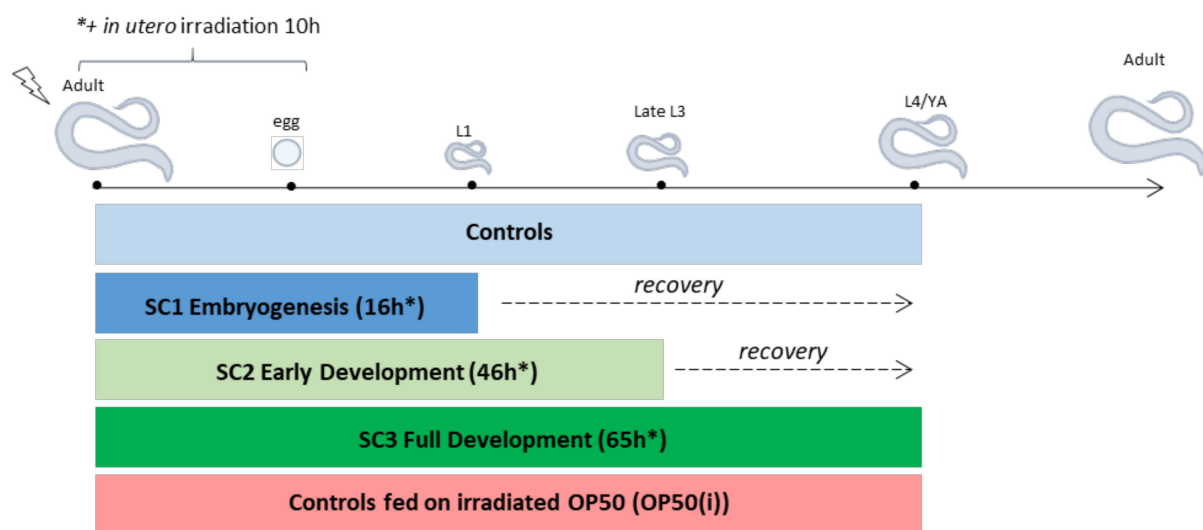 *+ in utero irradiation 10h
Adult
egg
L1
Late L3
L4/YA
Adult
Controls
SC1 Embryogenesis (16h*)
recovery
SC2 Early Development (46h*)
recovery
SC3 Full Development (65h*)
Controls fed on irradiated OP50 (OP50(i))